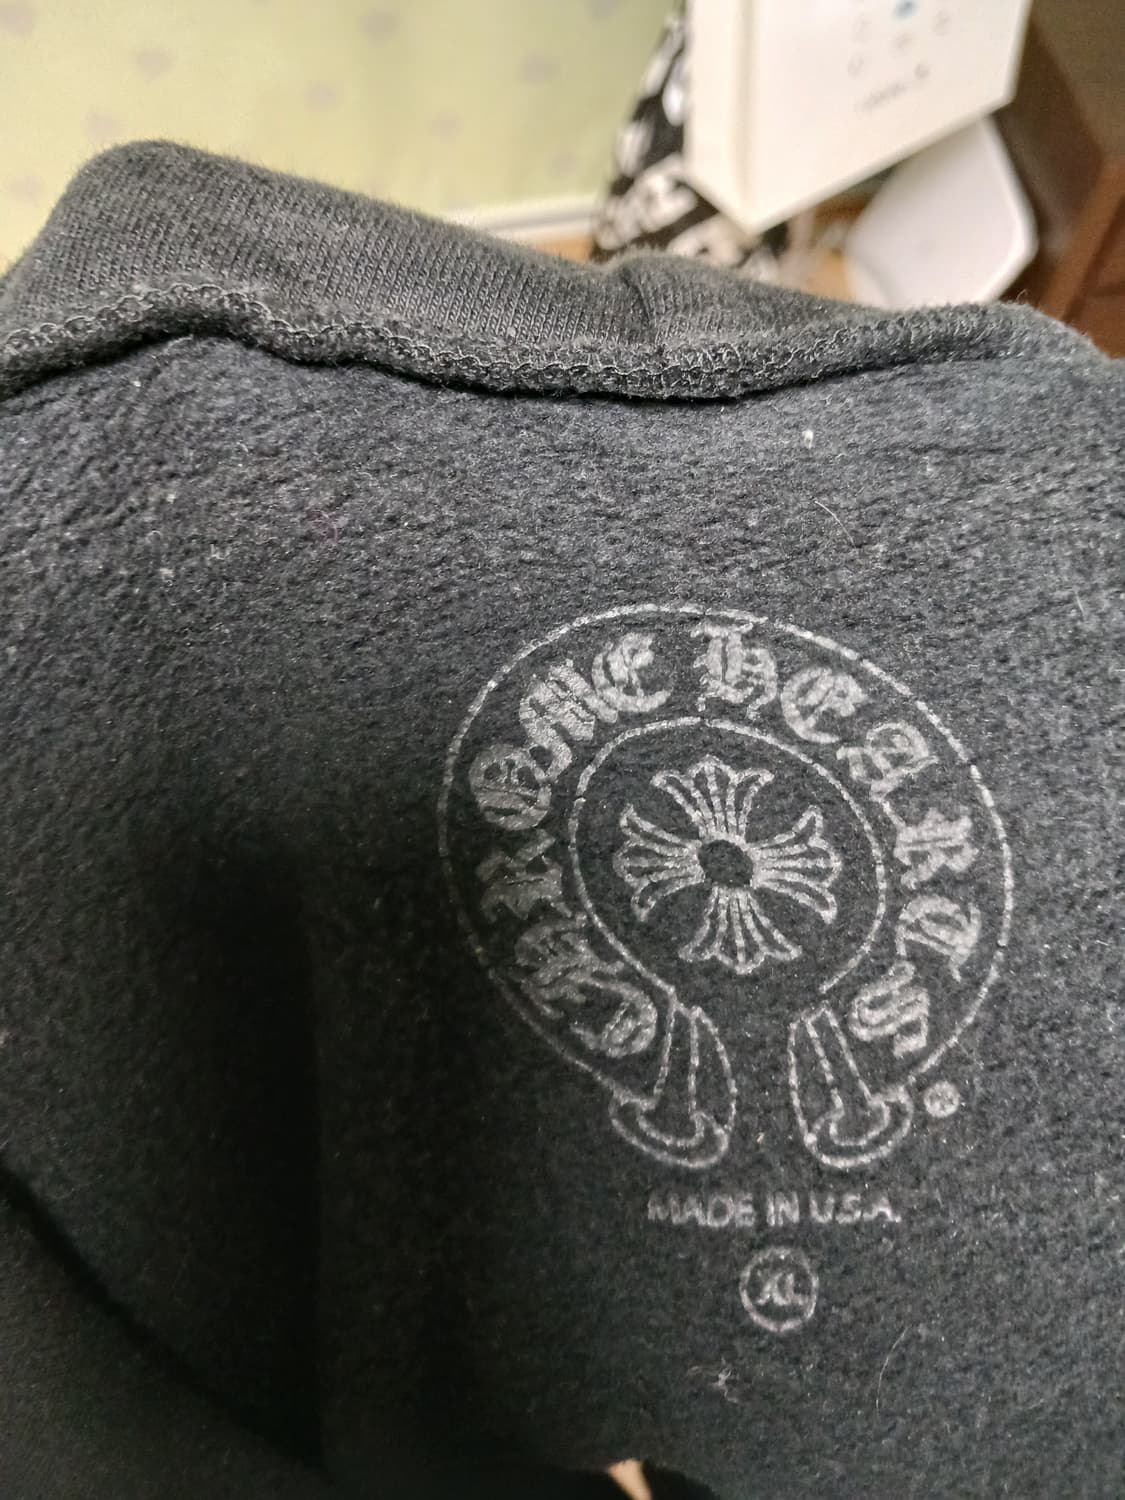 CHROME HEARTS
®
MADE IN U.S.A.
XL